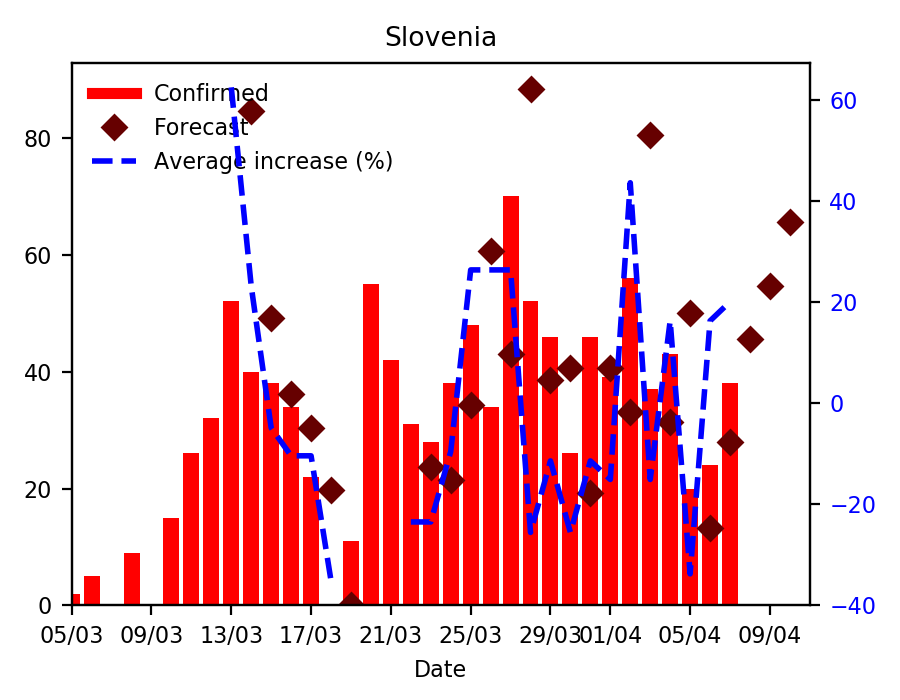 Slovenia
Confirmed
Forecast
Average increase (%)
80
60
40
20
0
60
40
20
0
−20
−40
05/03 09/03 13/03 17/03 21/03 25/03 29/03 01/04 05/04 09/04
Date